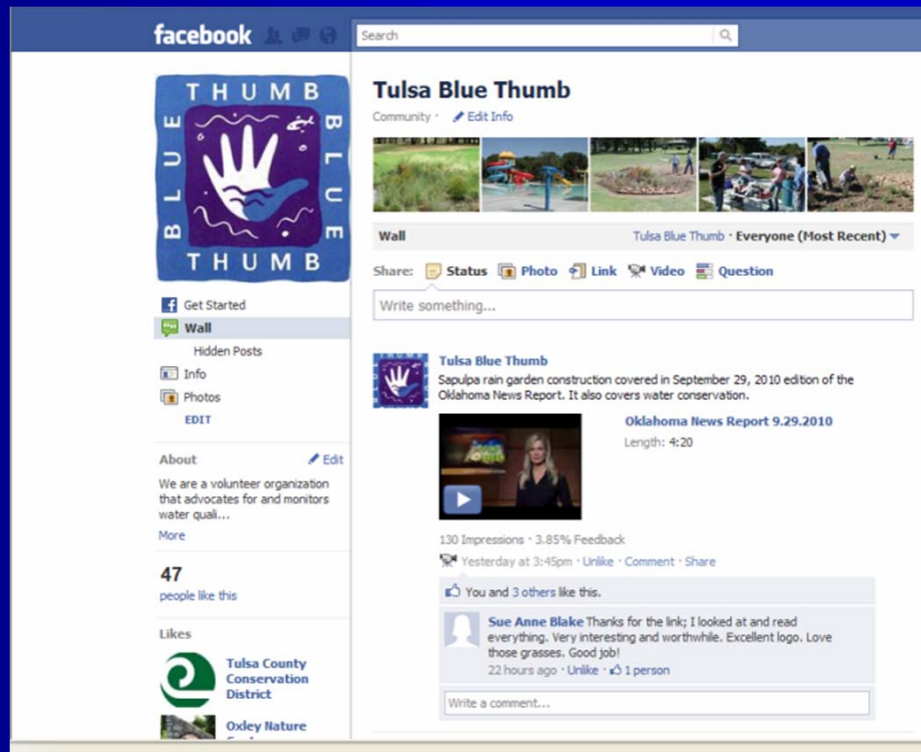 facebook
Search
THUMB
BLUE
BLUE
THUMB
Get Started
Wall
Hidden Posts
Info
Photos
EDIT
About
Edit
We are a volunteer organization
that advocates for and monitors
water quali...
More
47
people like this
Likes
Tulsa County
Conservation
District
Oxley Nature
Tulsa Blue Thumb
Community · Edit Info
Wall
Tulsa Blue Thumb · Everyone (Most Recent)
Share: Status Photo Link Video Question
Write something...
Tulsa Blue Thumb
Sapulpa rain garden construction covered in September 29, 2010 edition of the
Oklahoma News Report. It also covers water conservation.
Oklahoma News Report 9.29.2010
Length: 4:20
130 Impressions · 3.85% Feedback
Yesterday at 3:45pm · Unlike · Comment · Share
You and 3 others like this.
Sue Anne Blake Thanks for the link; I looked at and read
everything. Very interesting and worthwhile. Excellent logo. Love
those grasses. Good job!
22 hours ago · Unlike · 1 person
Write a comment...